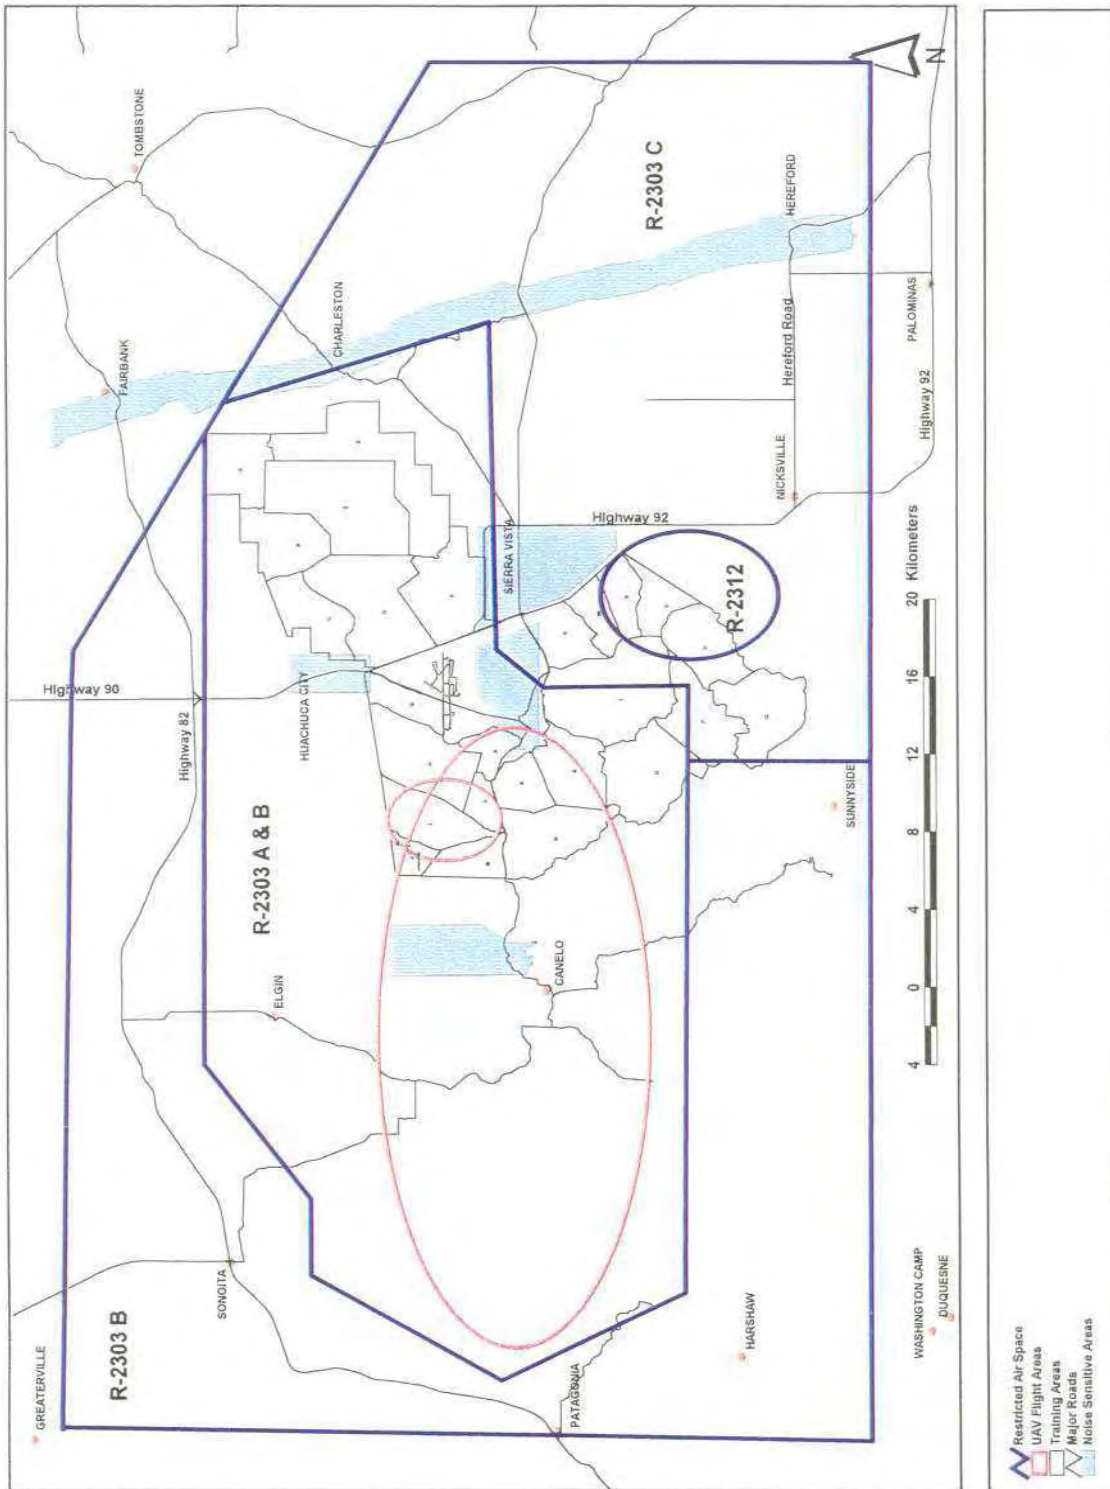 GREATERVILLE
R-2303 B
SONOITA
PATAGONIA
HARSHAW
WASHINGTON CAMP
DUQUESNE
ELGIN
CANELO
R-2303 A & B
Highway 82
Highway 90
HUACHUCA CITY
SUNNYSIDE
SIERRA VISTA
Highway 92
R-2312
NICKSVILLE
FAIRBANK
CHARLESTON
TOMBSTONE
R-2303 C
Hereford Road
HEREFORD
PALOMINAS
Highway 92
N
4 0 4 8 12 16 20 Kilometers
Restricted Air Space
UAV Flight Areas
Training Areas
Major Roads
Noise Sensitive Areas